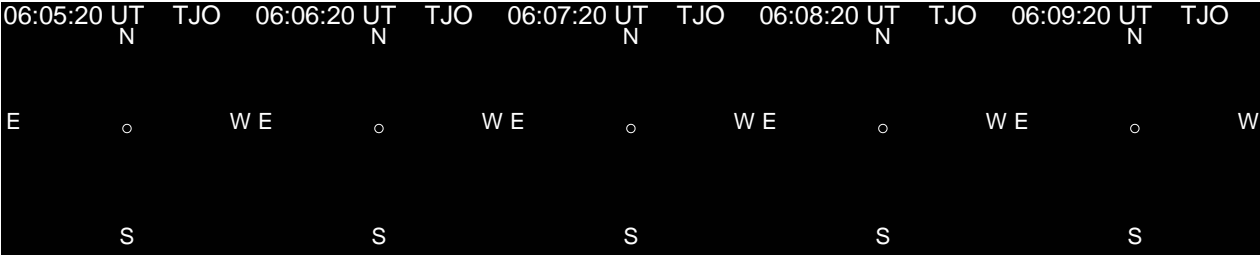 06:05:20 UT TJO 06:06:20 UT TJO 06:07:20 UT TJO 06:08:20 UT TJO 06:09:20 UT TJO
N N N N N
E W E W E W E W E W
S S S S S